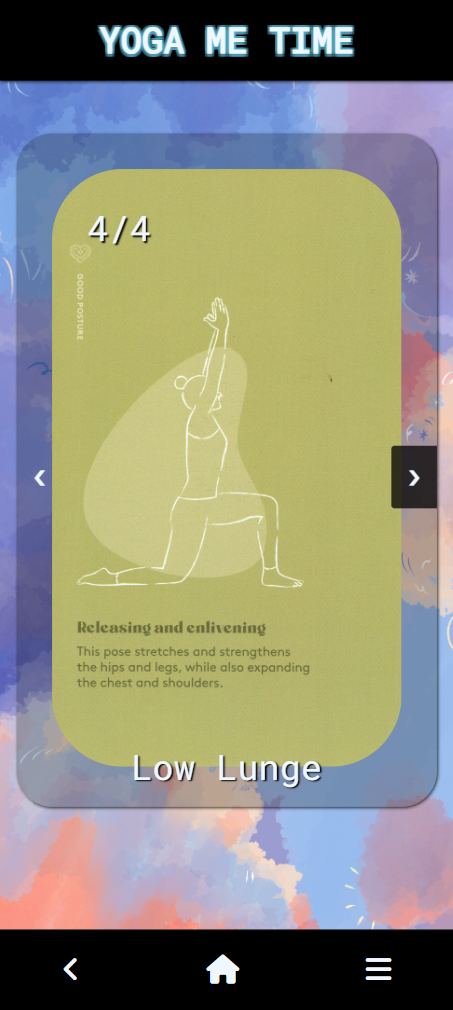 YOGA ME TIME
4/4
GOOD POSTURE
Releasing and enlivening
This pose stretches and strengthens
the hips and legs, while also expanding
the chest and shoulders.
Low Lunge